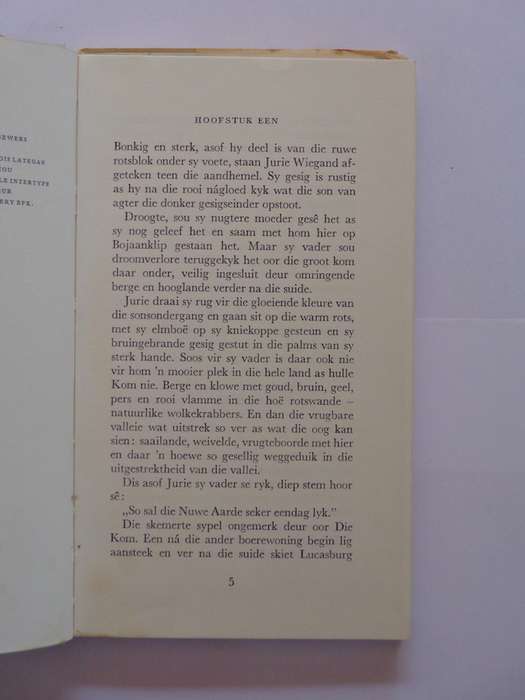 EWERS
DIS LATEGAN
HOU
LE INTERTYPE
UR
ERY BPK.
HOOFSTUK EEN
Bonkig en sterk, asof hy deel is van die ruwe
rotsblok onder sy voete, staan Jurie Wiegand af-
geteken teen die aandhemel. Sy gesig is rustig
as hy na die rooi nágloed kyk wat die son van
agter die donker gesigseinder opstoot.
Droogte, sou sy nugtere moeder gesê het as
sy nog geleef het en saam met hom hier op
Bojaanklip gestaan het. Maar sy vader sou
droomverlore teruggekyk het oor die groot kom
daar onder, veilig ingesluit deur omringende
berge en hooglande verder na die suide.
Jurie draai sy rug vir die gloeiende kleure van
die sonsondergang en gaan sit op die warm rots,
met sy elmboë op sy kniekoppe gesteun en sy
bruingebrande gesig gestut in die palms van sy
sterk hande. Soos vir sy vader is daar ook nie
vir hom 'n mooier plek in die hele land as hulle
Kom nie. Berge en klowe met goud, bruin, geel,
pers en rooi vlamme in die hoë rotswande –
natuurlike wolkekrabbers. En dan die vrugbare
valleie wat uitstrek so ver as wat die oog kan
sien: saailande, weivelde, vrugteboorde met hier
en daar 'n hoewe so gesellig weggeduik in die
uitgestrektheid van die vallei.
Dis asof Jurie sy vader se ryk, diep stem hoor
sê:
„So sal die Nuwe Aarde seker eendag lyk.”
Die skemerte sypel ongemerk deur oor Die
Kom. Een ná die ander boerewoning begin lig
aansteek en ver na die suide skiet Lucasburg
5